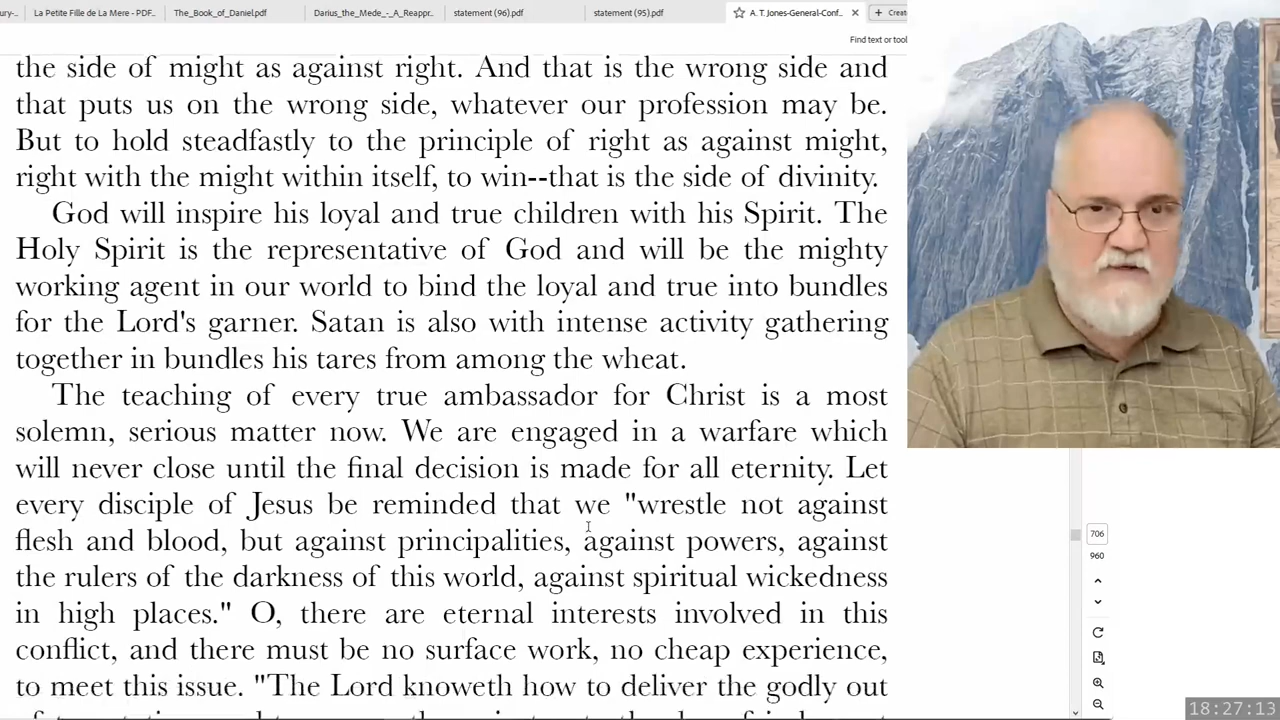 ury-...
La Petite Fille de La Mere - PDF...
The_Book_of_Daniel.pdf
Darius_the_Mede_-_A_Reappr...
statement (96).pdf
statement (95).pdf
A. T. Jones-General-Conf...
Find text or tool
the side of might as against right. And that is the wrong side and
that puts us on the wrong side, whatever our profession may be.
But to hold steadfastly to the principle of right as against might,
right with the might within itself, to win--that is the side of divinity.
God will inspire his loyal and true children with his Spirit. The
Holy Spirit is the representative of God and will be the mighty
working agent in our world to bind the loyal and true into bundles
for the Lord's garner. Satan is also with intense activity gathering
together in bundles his tares from among the wheat.
The teaching of every true ambassador for Christ is a most
solemn, serious matter now. We are engaged in a warfare which
will never close until the final decision is made for all eternity. Let
every disciple of Jesus be reminded that we "wrestle not against
flesh and blood, but against principalities, against powers, against
the rulers of the darkness of this world, against spiritual wickedness
in high places." O, there are eternal interests involved in this
conflict, and there must be no surface work, no cheap experience,
to meet this issue. "The Lord knoweth how to deliver the godly out
706
960
18:27:13